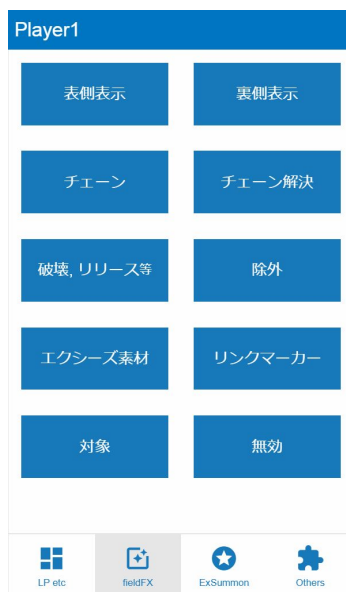 Player1
表側表示
裏側表示
チェーン
チェーン解決
破壊, リリース等
除外
エクシーズ素材
リンクマーカー
対象
無効
LP etc
fieldFX
ExSummon
Others